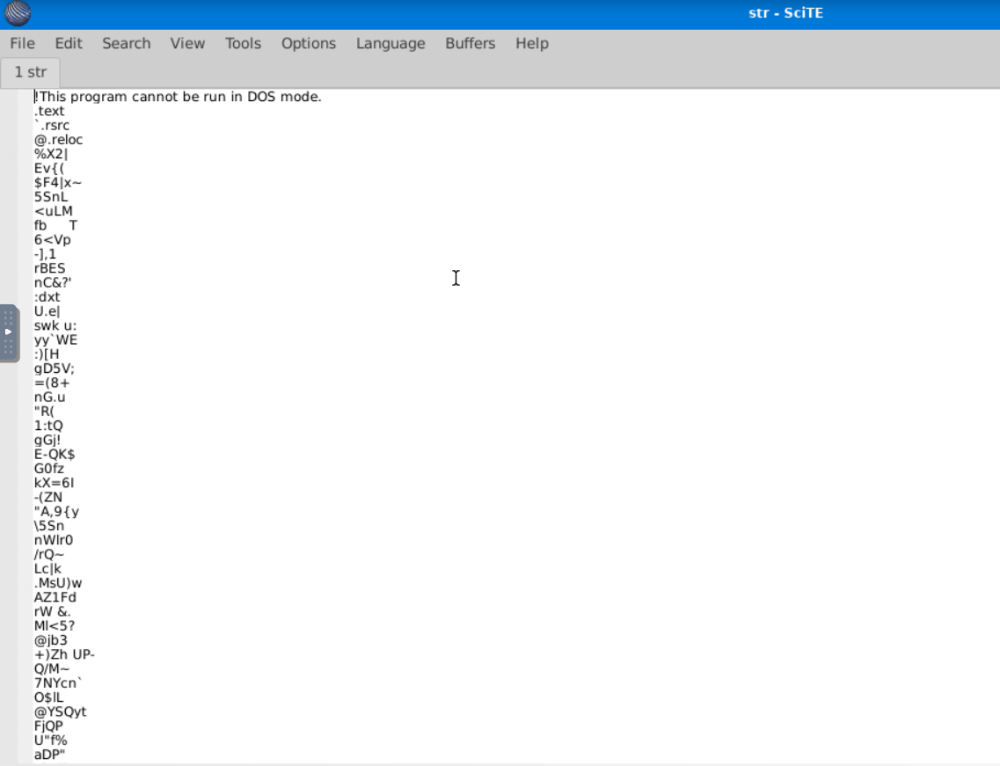 str - SciTE
File Edit Search View Tools Options Language Buffers Help
1 str
!This program cannot be run in DOS mode.
.text
`.rsrc
@.reloc
%X2|
Ev{(
$F4|x~
5SnL
<uLM
fb T
6<Vp
-],1
rBES
nC&?'
:dxt
U.e|
swk u:
yy`WE
:)[H
gD5V;
=(8+
nG.u
"R(
1:tQ
gGj!
E-QK$
G0fz
kX=6I
-(ZN
"A,9{y
\5Sn
nWlr0
/rQ~
Lc|k
.MsU)w
AZ1Fd
rW &.
Ml<5?
@jb3
+)Zh UP-
Q/M~
7NYcn`
O$lL
@YSQyt
FjQP
U"f%
aDP"